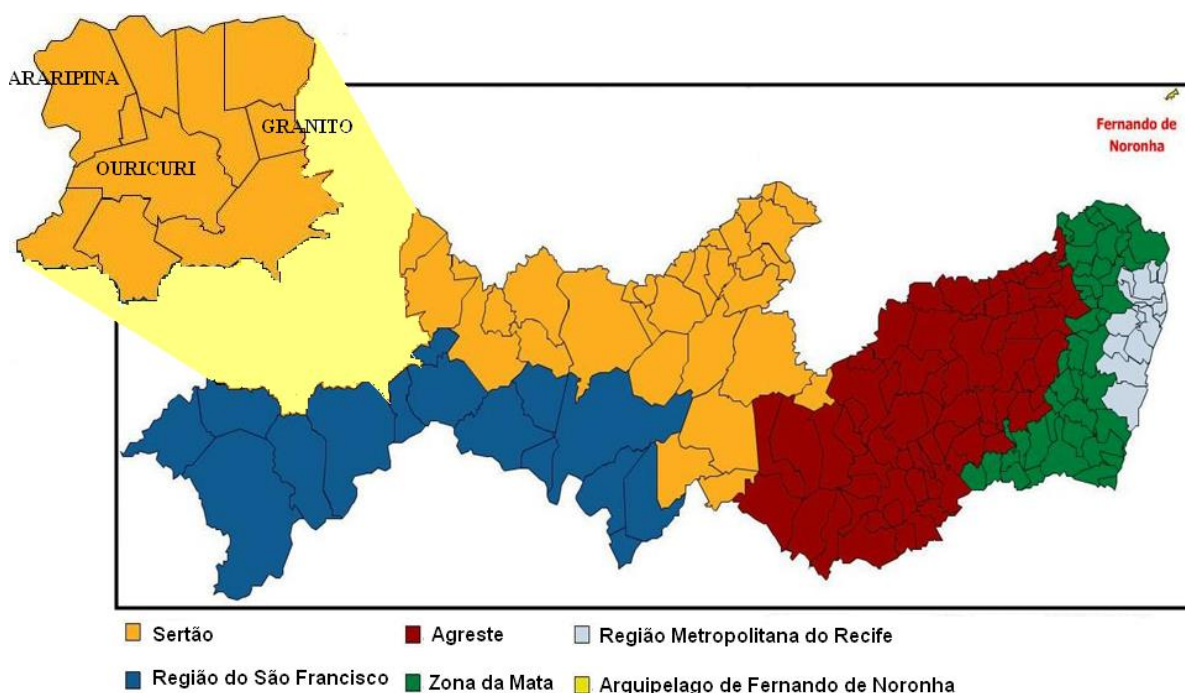 ARARIPINA
GRANITO
OURICURI
Fernando de
Noronha
Sertão
Agreste
Região Metropolitana do Recife
Região do São Francisco
Zona da Mata
Arquipelago de Fernando de Noronha